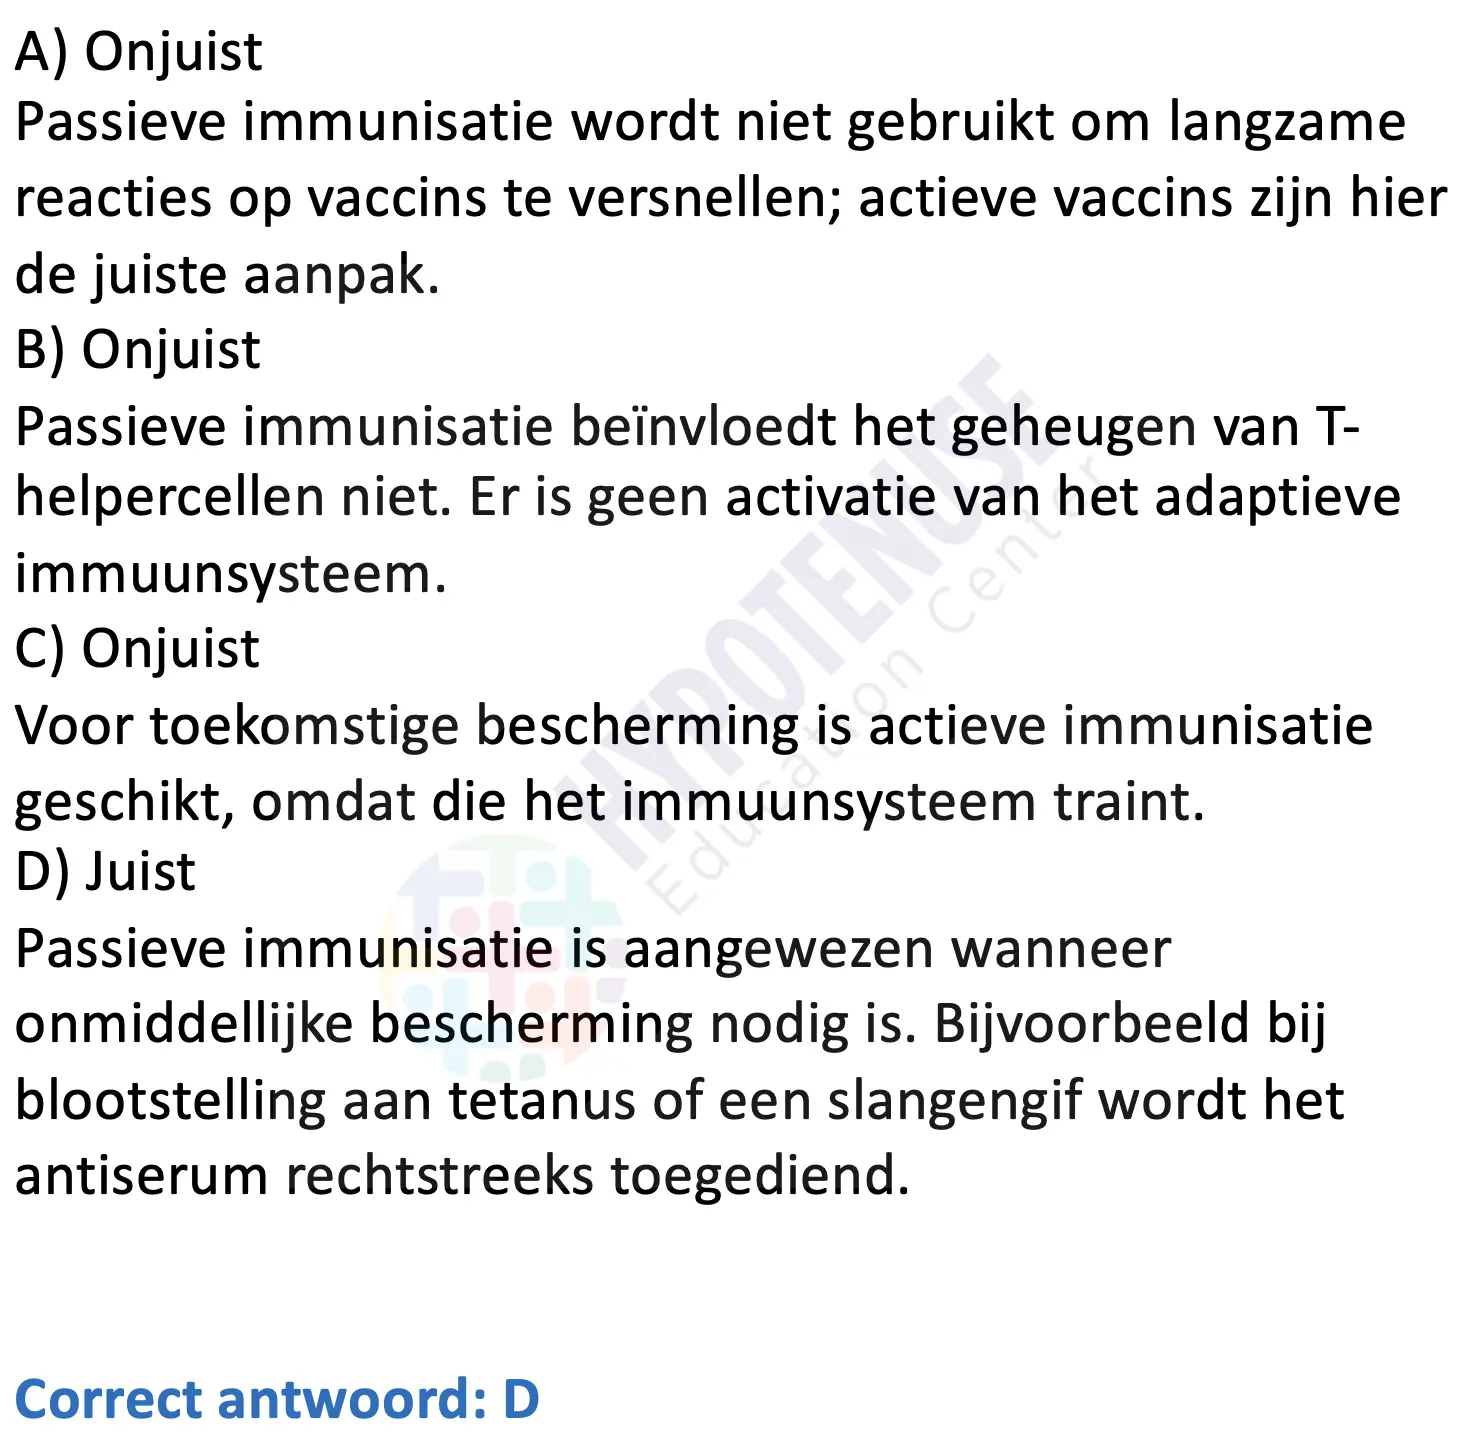 A) Onjuist
Passieve immunisatie wordt niet gebruikt om langzame
reacties op vaccins te versnellen; actieve vaccins zijn hier
de juiste aanpak.
B) Onjuist
Passieve immunisatie beïnvloedt het geheugen van T-
helpercellen niet. Er is geen activatie van het adaptieve
immuunsysteem.
C) Onjuist
Voor toekomstige bescherming is actieve immunisatie
geschikt, omdat die het immuunsysteem traint.
D) Juist
Passieve immunisatie is aangewezen wanneer
onmiddellijke bescherming nodig is. Bijvoorbeeld bij
blootstelling aan tetanus of een slangengif wordt het
antiserum rechtstreeks toegediend.
Correct antwoord: D
HYPOTENUSE
Education Center